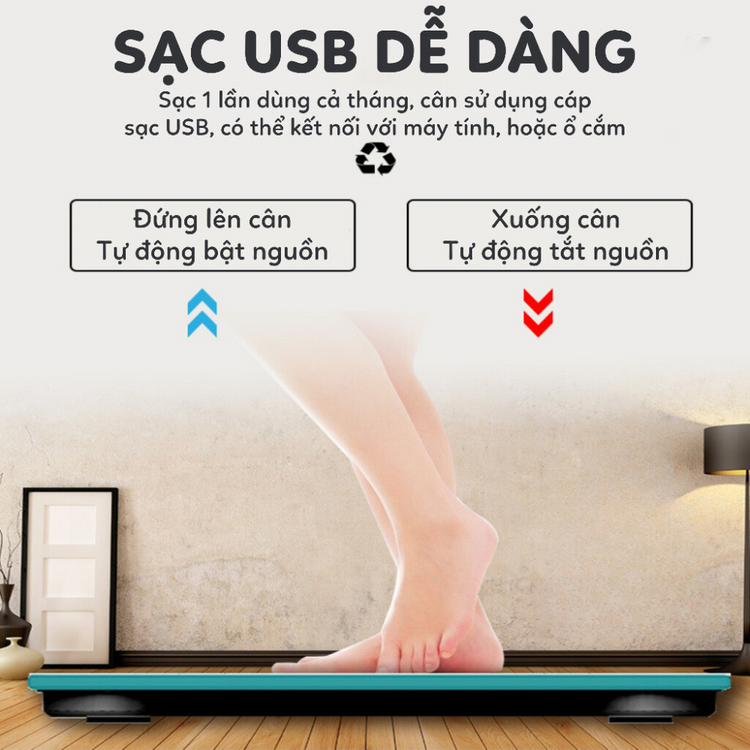 SẠC USB DỄ DÀNG
Sạc 1 lần dùng cả tháng, cân sử dụng cáp
sạc USB, có thể kết nối với máy tính, hoặc ổ cắm
Đứng lên cân
Tự động bật nguồn
Xuống cân
Tự động tắt nguồn